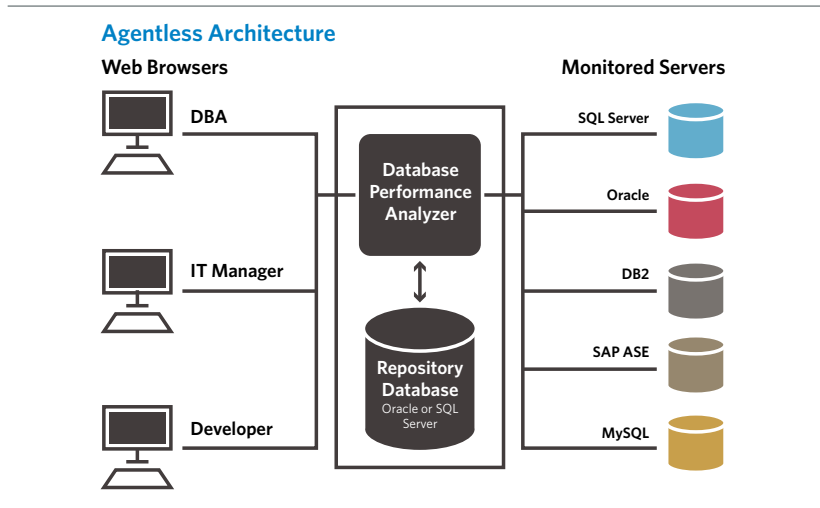 Agentless Architecture
Web Browsers
Monitored Servers
DBA
IT Manager
Developer
Database
Performance
Analyzer
Repository
Database
Oracle or SQL
Server
SQL Server
Oracle
DB2
SAP ASE
MySQL